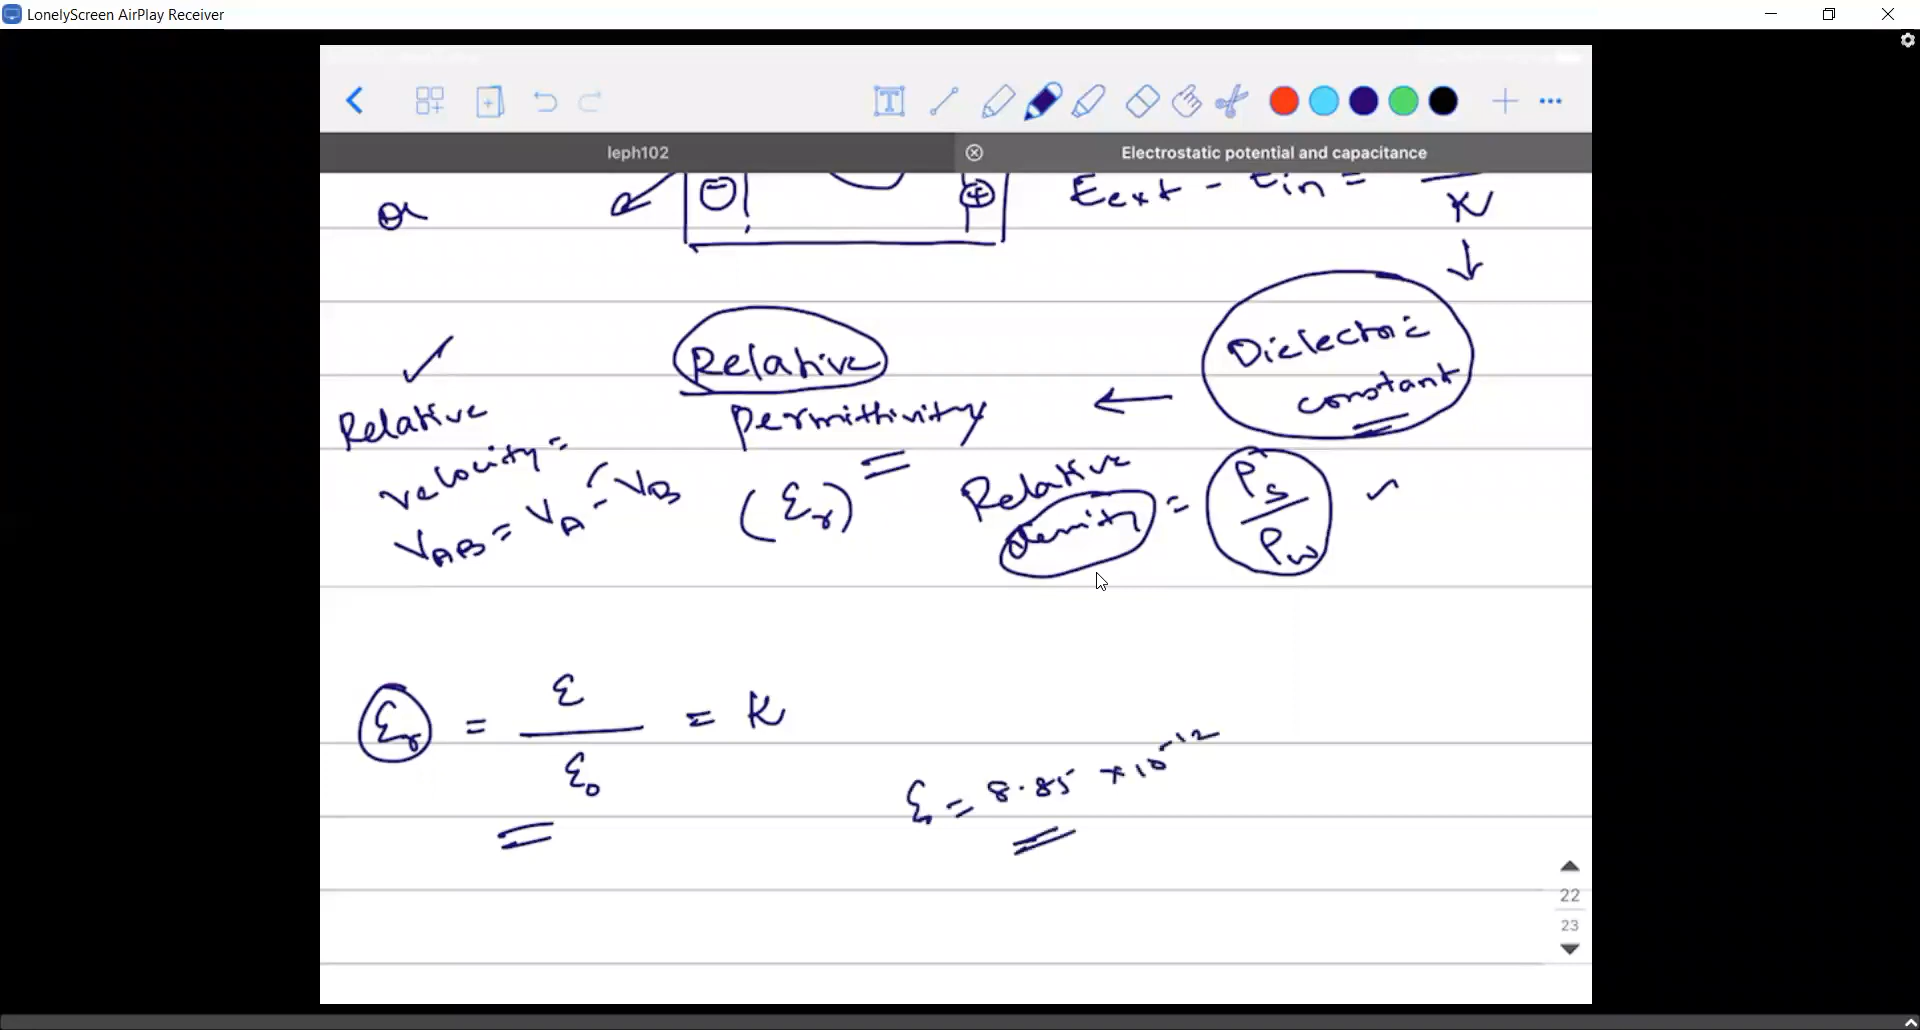 LonelyScreen AirPlay Receiver
T
leph102
Electrostatic potential and capacitance
Eext - Ein =
K
or
Dielectric
constant
Relative
permittivity
(εr)
Relative
velocity =
VAB = VA - VB
Relative
density = ρs / ρw
εr = ε / ε0 = K
ε = 8.85 × 10^-12
22
23